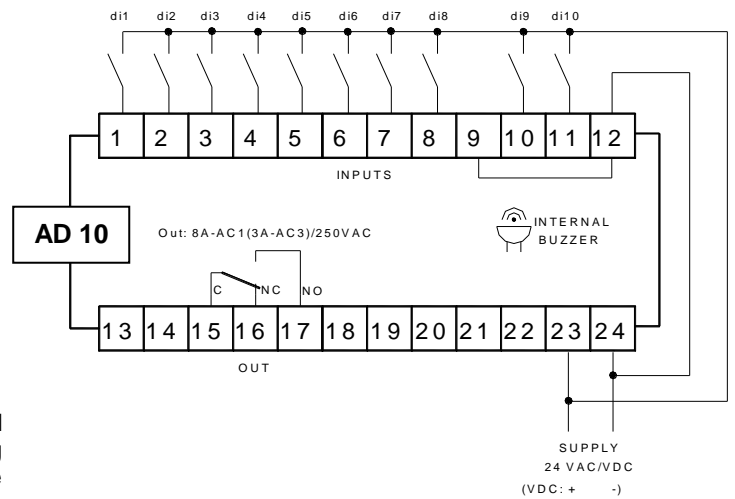 di1 di2 di3 di4 di5 di6 di7 di8 di9 di10
1 2 3 4 5 6 7 8 9 10 11 12
INPUTS
AD 10
Out: 8A-AC1(3A-AC3)/250VAC
INTERNAL
BUZZER
C NC NO
13 14 15 16 17 18 19 20 21 22 23 24
OUT
SUPPLY
24 VAC/VDC
(VDC: + -)